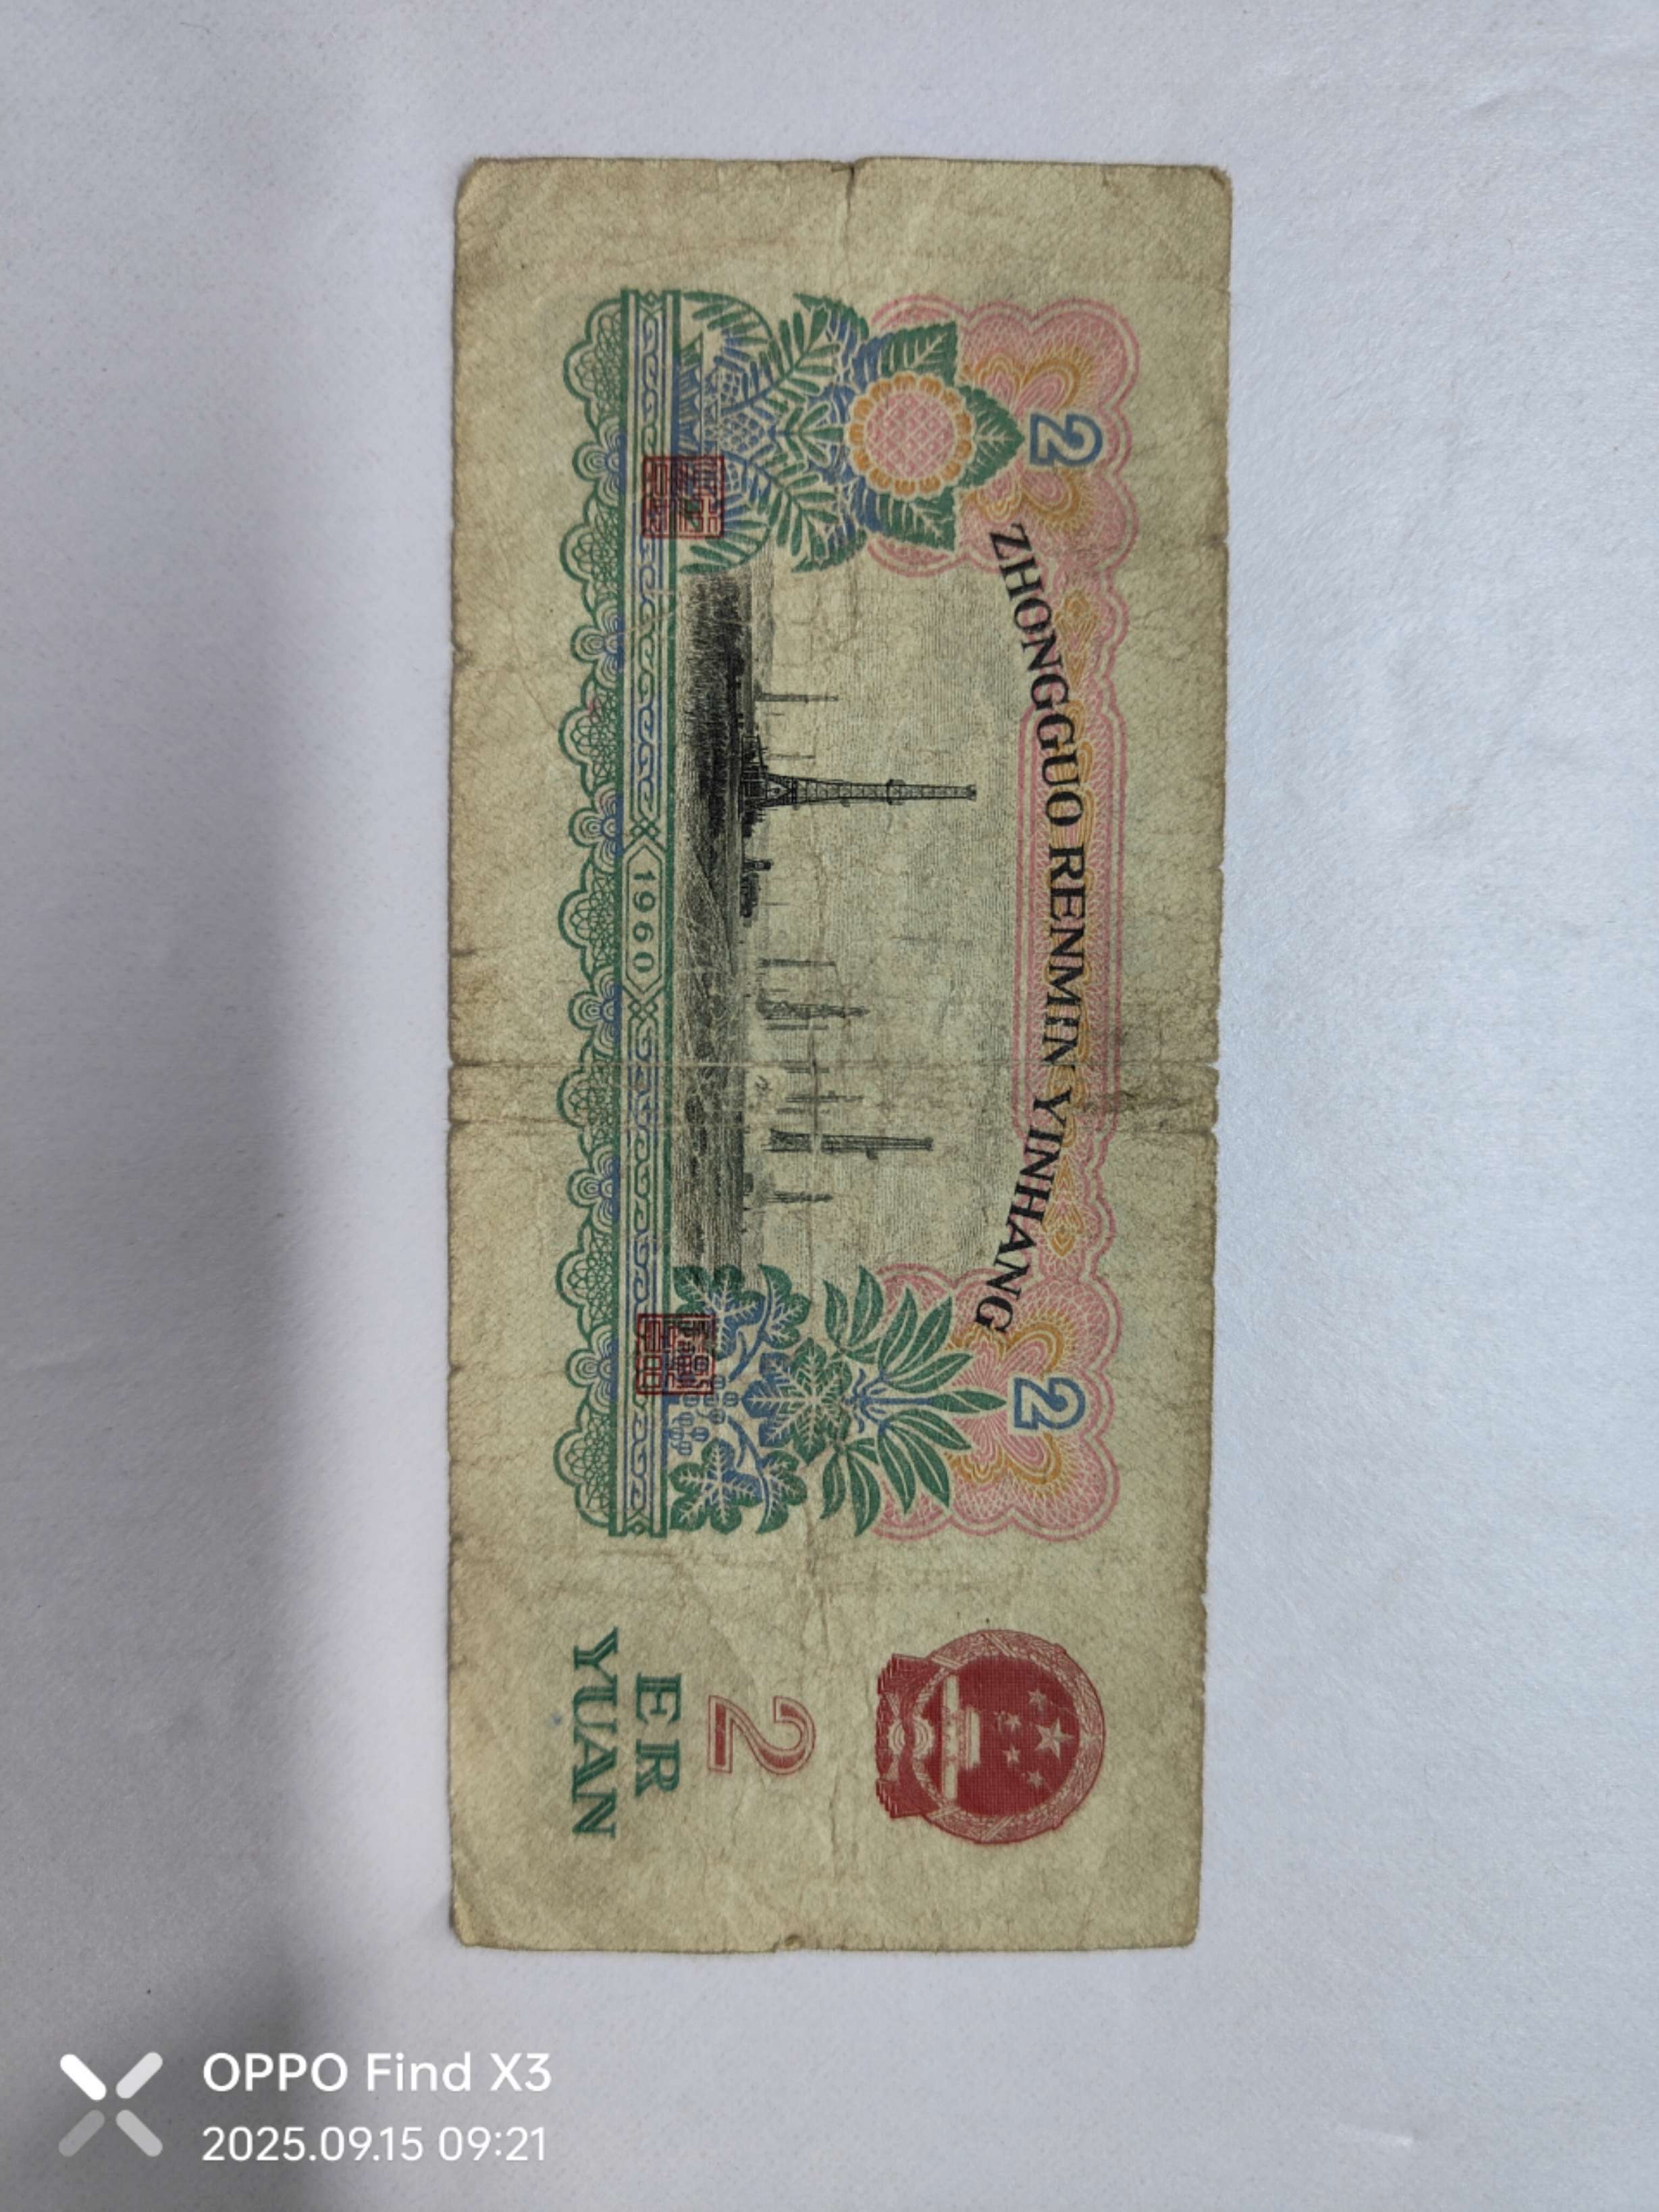 ZHONGGUO RENMIN YINHANG
2
2
1960
2
ER
YUAN
OPPO Find X3
2025.09.15 09:21